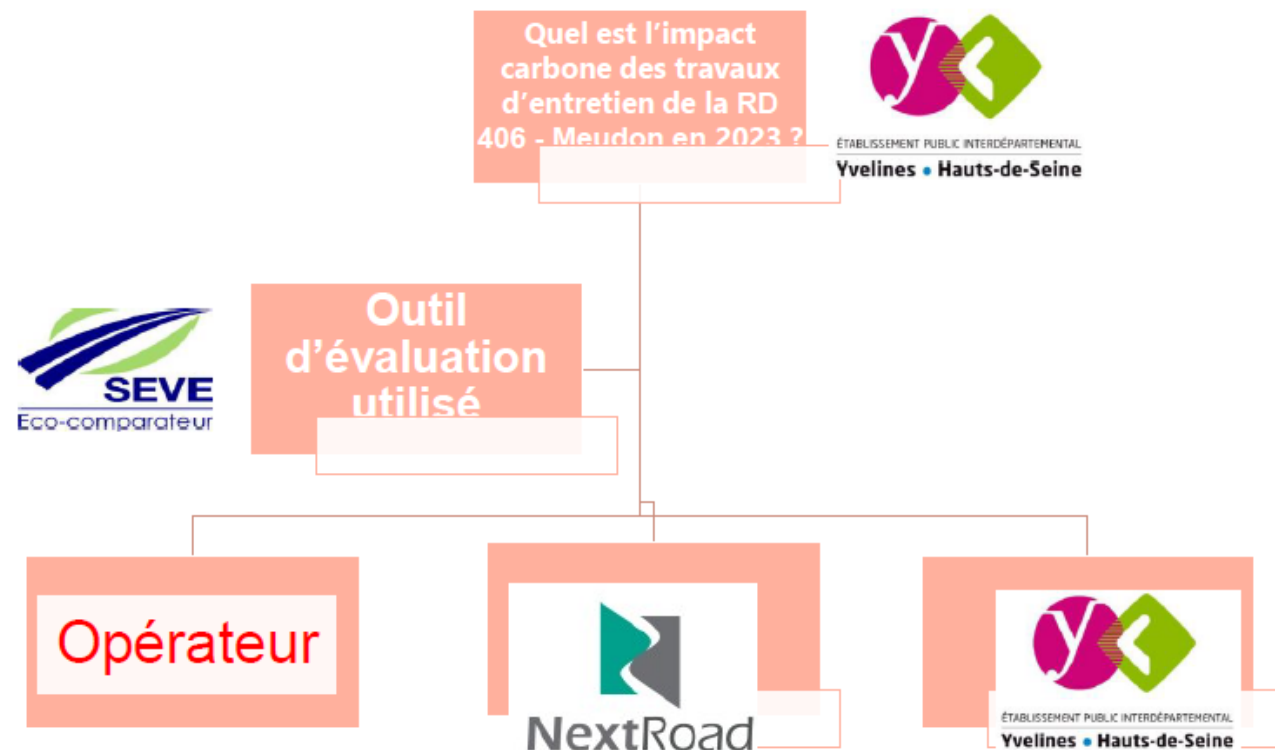 Quel est l’impact
carbone des travaux
d’entretien de la RD
406 - Meudon en 2023 ?
ÉTABLISSEMENT PUBLIC INTERDÉPARTEMENTAL
Yvelines • Hauts-de-Seine
Outil
d’évaluation
utilisé
SEVE
Eco-comparateur
Opérateur
NextRoad
ÉTABLISSEMENT PUBLIC INTERDÉPARTEMENTAL
Yvelines • Hauts-de-Seine